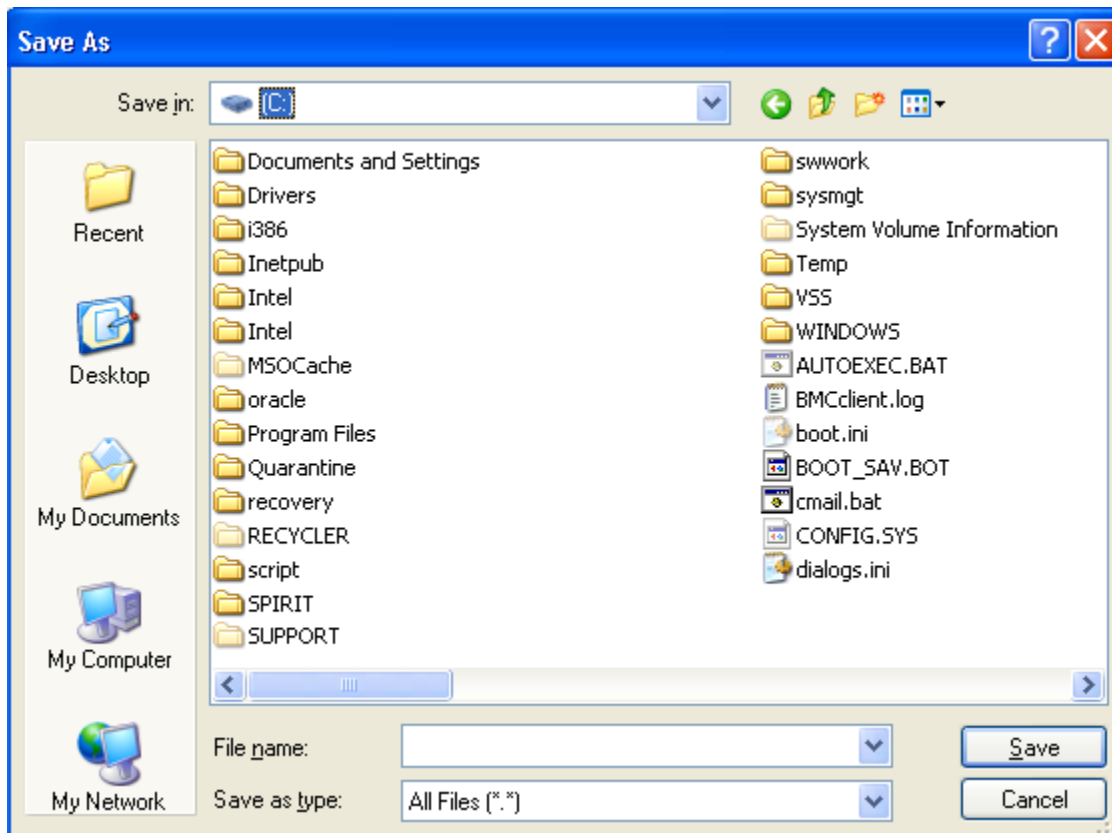 Save As
?
Save in:
(C:)
Recent
Desktop
My Documents
My Computer
My Network
Documents and Settings
Drivers
i386
Inetpub
Intel
Intel
MSOCache
oracle
Program Files
Quarantine
recovery
RECYCLER
script
SPIRIT
SUPPORT
swwork
sysmgt
System Volume Information
Temp
VSS
WINDOWS
AUTOEXEC.BAT
BMCclient.log
boot.ini
BOOT_SAV.BOT
cmail.bat
CONFIG.SYS
dialogs.ini
File name:
Save
Save as type:
All Files (*.*)
Cancel